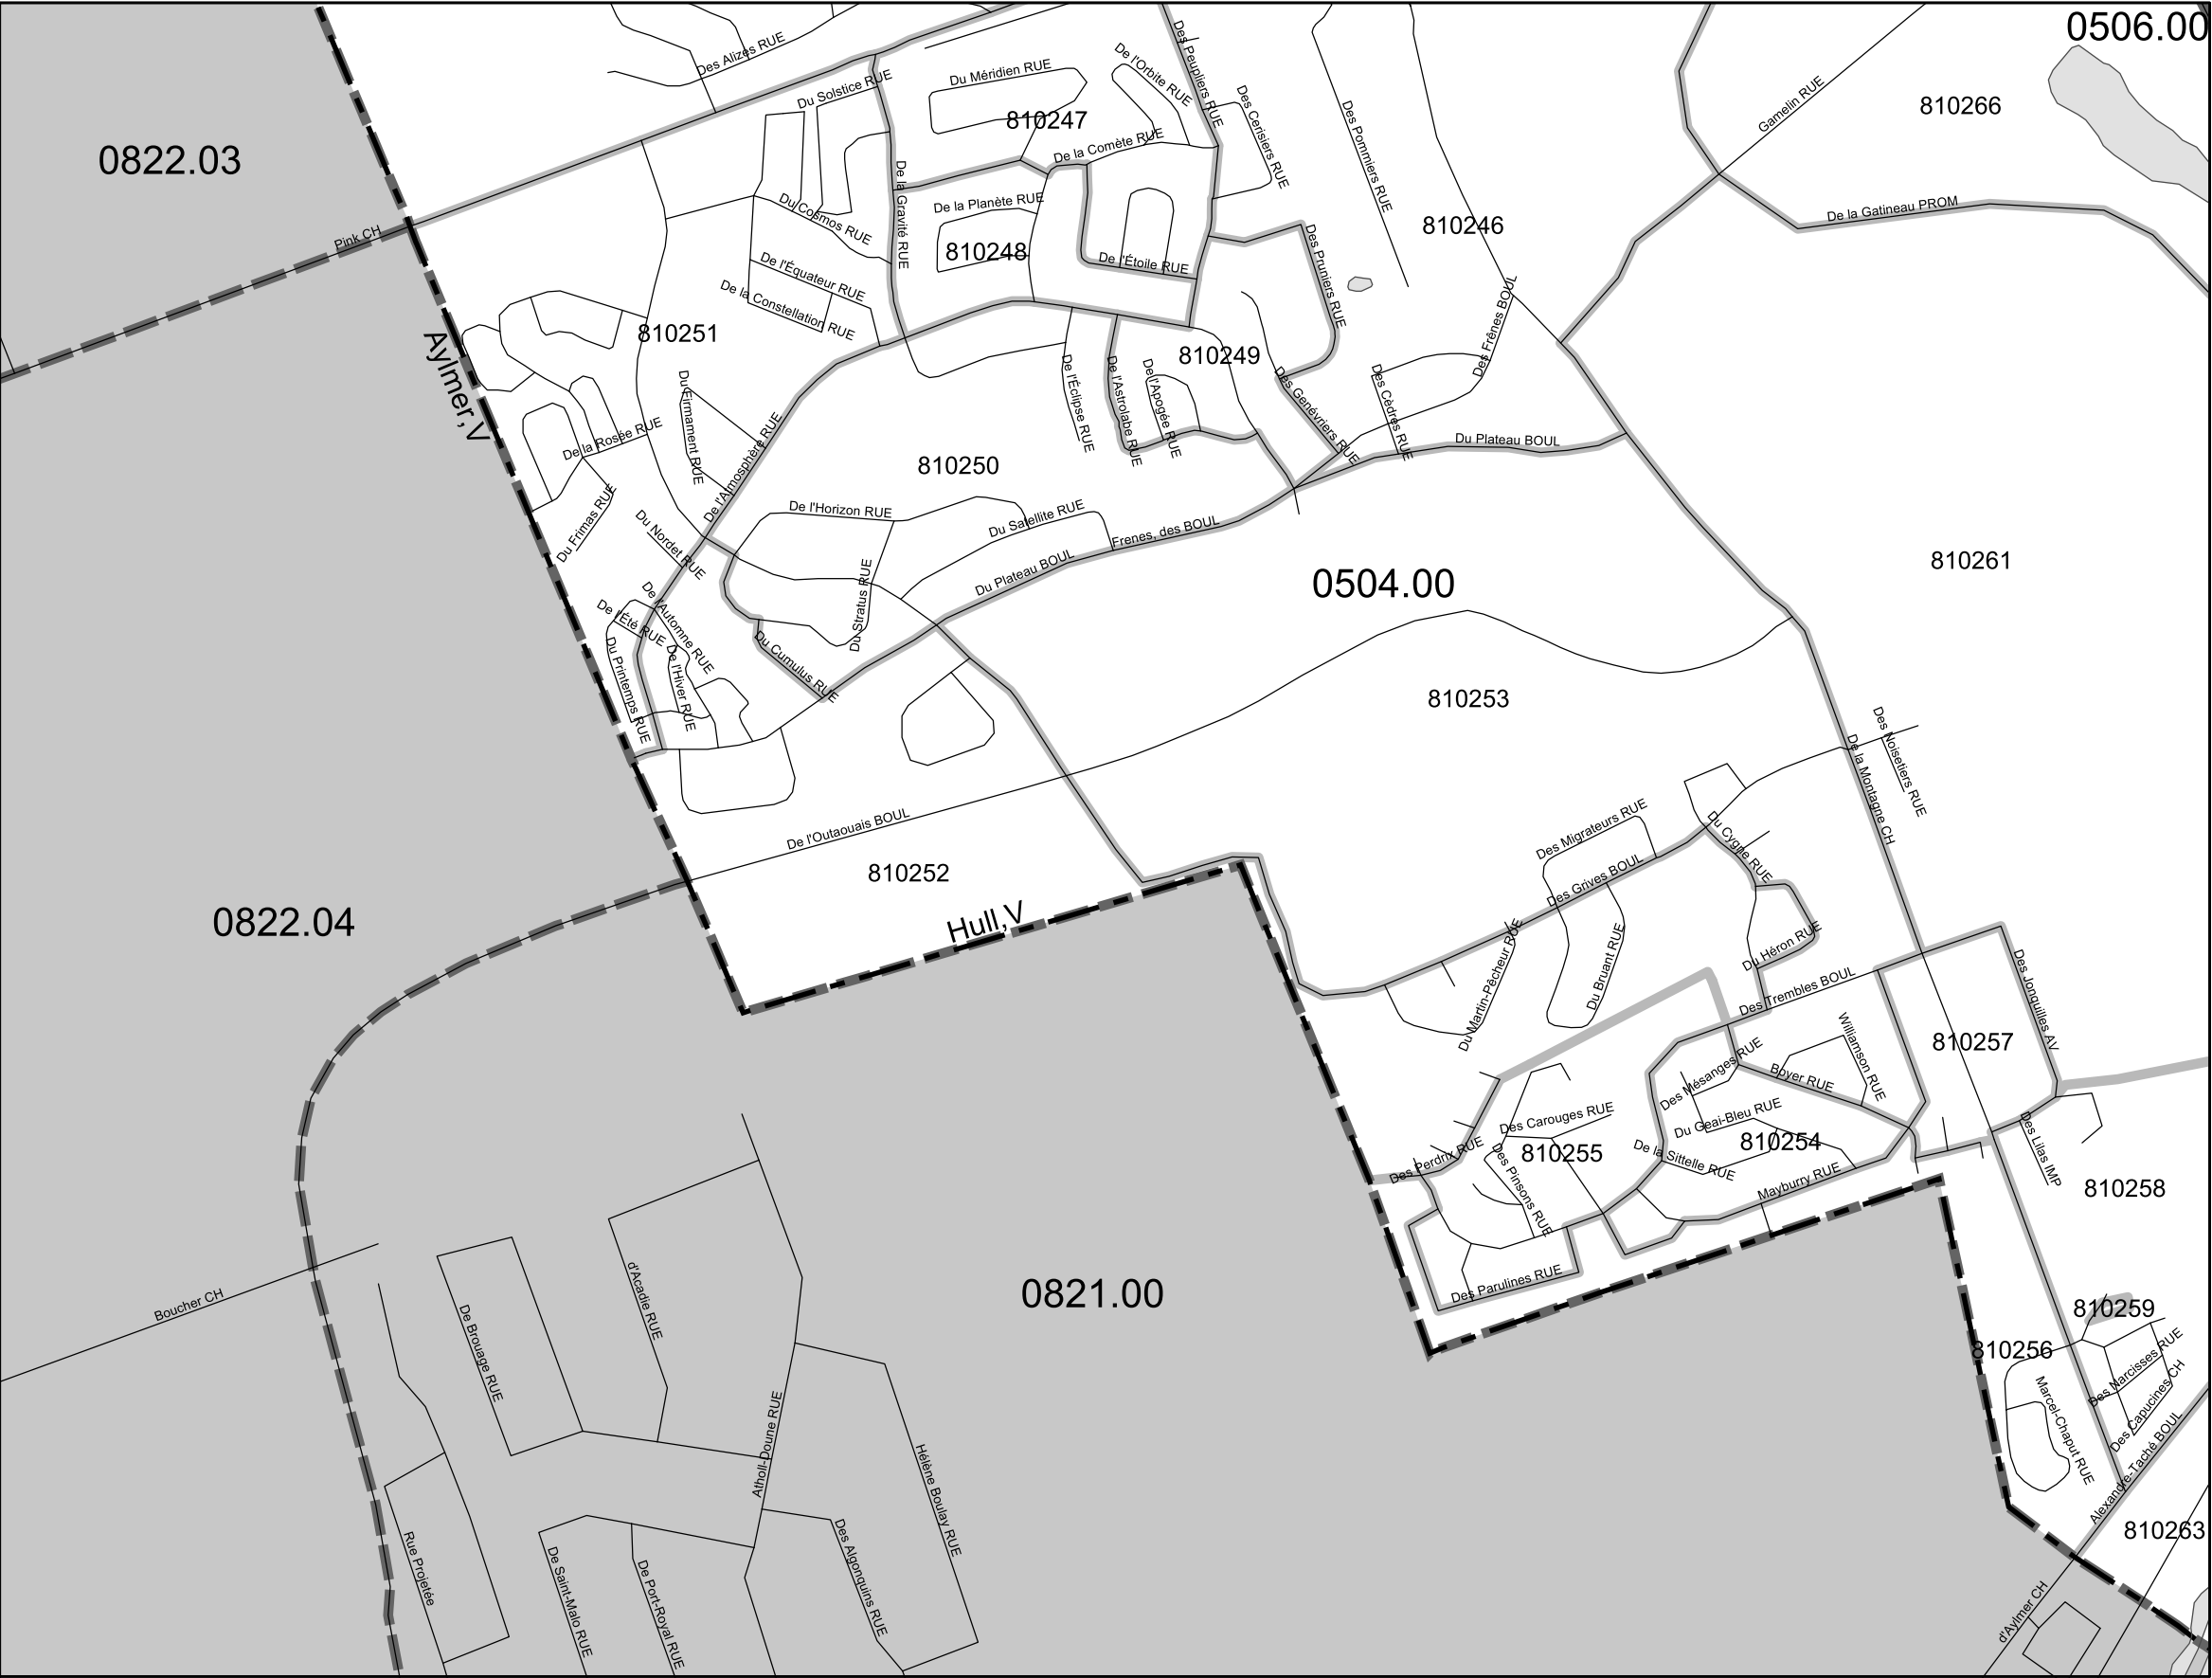 0506.00
Des Alizes RUE
Des Peupliers RUE
De l'Orbite RUE
Du Méridien RUE
Du Solstice RUE
Des Cerisiers RUE
Des Pommiers RUE
Gamelin RUE
810266
810247
De la Comète RUE
0822.03
De la Gravité RUE
Du Cosmos RUE
De la Planète RUE
De la Gatineau PROM
810246
Pink CH
810248
De l'Étoile RUE
Des Pruniers RUE
De l'Équateur RUE
De la Constellation RUE
Des Frênes BOUL
810251
Aylmer,V
810249
De l'Éclipse RUE
De l'Astrolabe RUE
De l'Apogée RUE
Des Genévriers RUE
Des Cèdres RUE
Du Firmament RUE
De la Rosée RUE
De l'Atmosphère RUE
Du Plateau BOUL
810250
Du Frimas RUE
Du Nordet RUE
De l'Horizon RUE
Du Satellite RUE
Frenes, des BOUL
Du Plateau BOUL
810261
0504.00
De l'Automne RUE
De l'Été RUE
Du Stratus RUE
Du Cumulus RUE
Du Printemps RUE
De l'Hiver RUE
810253
Des Noisetiers RUE
De la Montagne CH
De l'Outaouais BOUL
Des Migrateurs RUE
Du Cygne RUE
810252
Des Grives BOUL
0822.04
Hull,V
Du Martin-Pêcheur RUE
Du Bruant RUE
Du Héron RUE
Des Trembles BOUL
Des Jonquilles AV
810257
Williamson RUE
Des Mésanges RUE
Boyer RUE
Des Carouges RUE
Du Geai-Bleu RUE
810254
810255
De la Sittelle RUE
Des Perdrix RUE
Des Pinsons RUE
Mayburry RUE
Des Lilas IMP
810258
0821.00
Des Parulines RUE
Boucher CH
d'Acadie RUE
De Brouage RUE
810259
810256
Des Narcisses RUE
Des Capucines CH
Marcel-Chaput RUE
Alexandre-Taché BOUL
Atholl-Doune RUE
Hélène Boulay RUE
810263
Rue Projetée
De Saint-Malo RUE
De Port-Royal RUE
Des Algonquins RUE
d'Aylmer CH